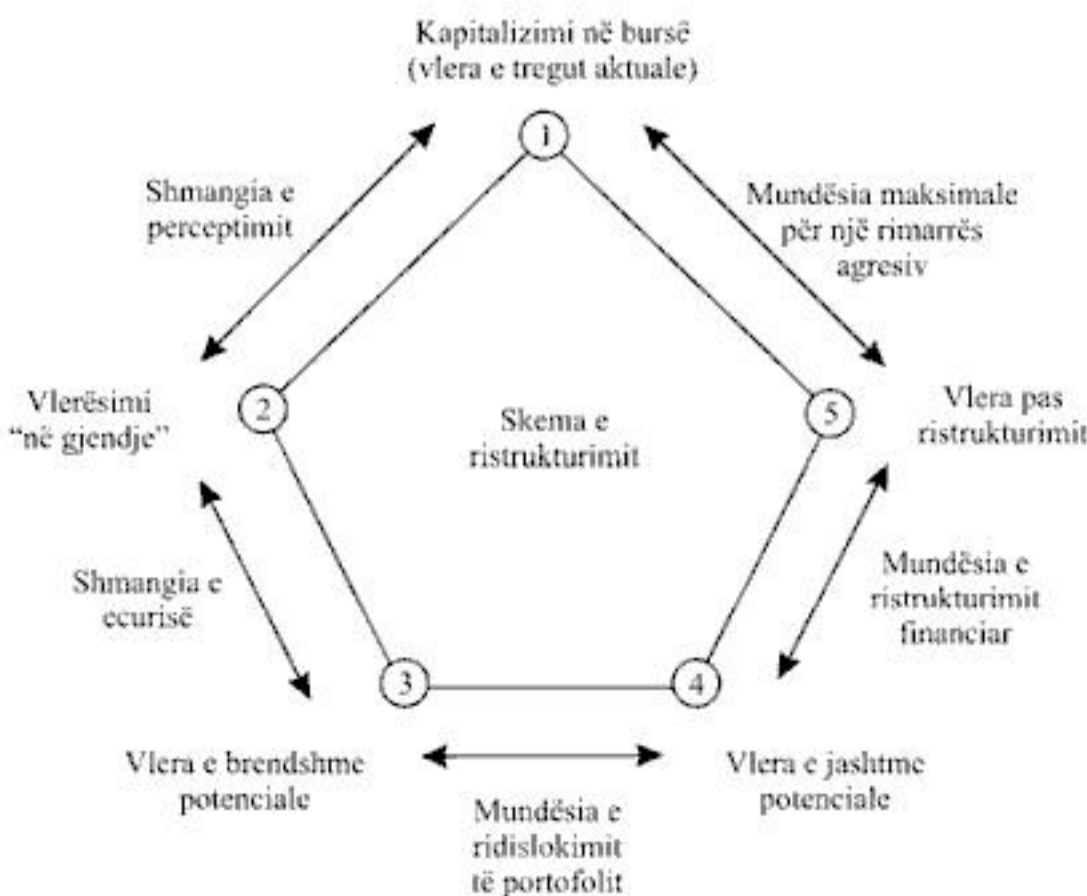 Kapitalizimi në bursë
(vlera e tregut aktuale)
1
Shmangia e
perceptimit
Mundësia maksimale
për një rimarrës
agresiv
Vlerësimi
“në gjendje”
2
Skema e
ristrukturimit
5
Vlera pas
ristrukturimit
Shmangia e
ecurisë
Mundësia e
ristrukturimit
financiar
3
4
Vlera e brendshme
potenciale
Vlera e jashtme
potenciale
Mundësia e
ridislokimit
të portofolit